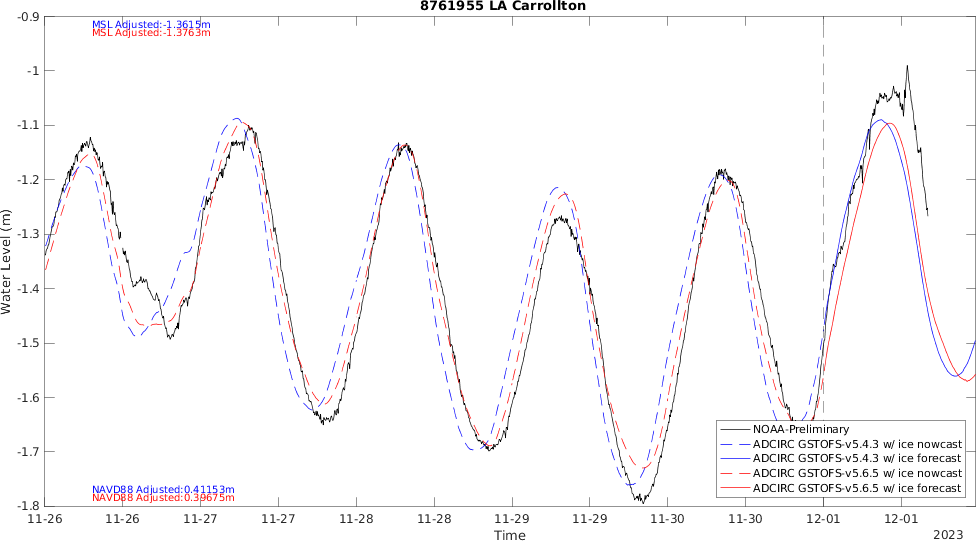 8761955 LA Carrollton
MSL Adjusted:-1.3615m
MSL Adjusted:-1.3763m
-0.9
-1
-1.1
-1.2
-1.3
-1.4
-1.5
-1.6
-1.7
-1.8
Water Level (m)
NOAA-Preliminary
ADCIRC GSTOFS-v5.4.3 w/ ice nowcast
ADCIRC GSTOFS-v5.4.3 w/ ice forecast
ADCIRC GSTOFS-v5.6.5 w/ ice nowcast
ADCIRC GSTOFS-v5.6.5 w/ ice forecast
NAVD88 Adjusted:0.41153m
NAVD88 Adjusted:0.39675m
11-26 11-26 11-27 11-27 11-28 11-28 11-29 11-29 11-30 11-30 12-01 12-01
Time
2023